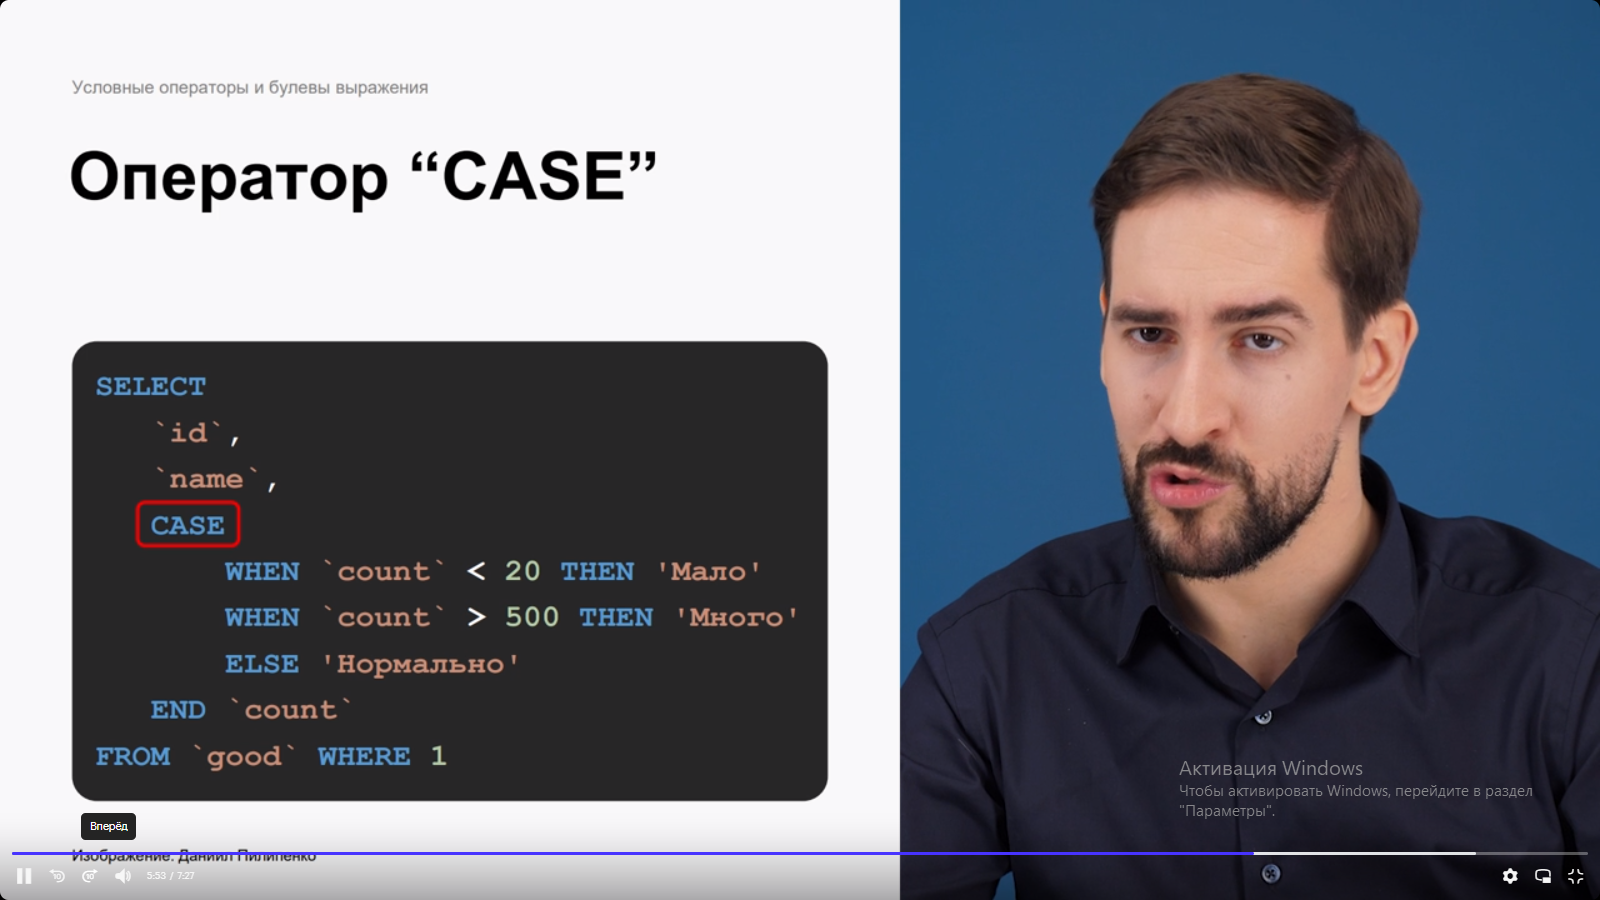 Условные операторы и булевы выражения
Оператор “CASE”
SELECT
`id`,
`name`,
CASE
WHEN `count` < 20 THEN 'Мало'
WHEN `count` > 500 THEN 'Много'
ELSE 'Нормально'
END `count`
FROM `good` WHERE 1
Активация Windows
Чтобы активировать Windows, перейдите в раздел
"Параметры".
Вперёд
Изображение: Даниил Пилипенко
10 10 5:53 / 7:27